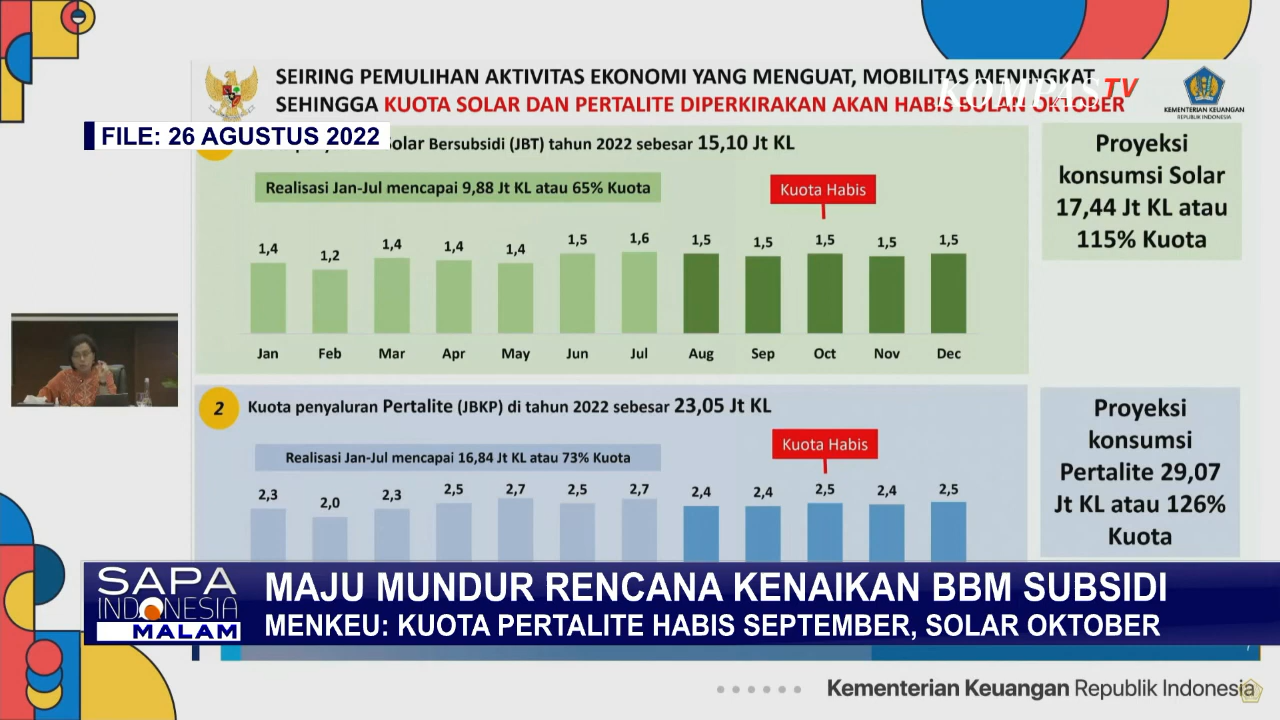 SEIRING PEMULIHAN AKTIVITAS EKONOMI YANG MENGUAT, MOBILITAS MENINGKAT
SEHINGGA KUOTA SOLAR DAN PERTALITE DIPERKIRAKAN AKAN HABIS BULAN OKTOBER
KOMPAS TV
KEMENTERIAN KEUANGAN
REPUBLIK INDONESIA
FILE: 26 AGUSTUS 2022
Solar Bersubsidi (JBT) tahun 2022 sebesar 15,10 Jt KL
Realisasi Jan-Jul mencapai 9,88 Jt KL atau 65% Kuota
Kuota Habis
1,4 1,2 1,4 1,4 1,4 1,5 1,6 1,5 1,5 1,5 1,5 1,5
Jan Feb Mar Apr May Jun Jul Aug Sep Oct Nov Dec
Proyeksi
konsumsi Solar
17,44 Jt KL atau
115% Kuota
2 Kuota penyaluran Pertalite (JBKP) di tahun 2022 sebesar 23,05 Jt KL
Realisasi Jan-Jul mencapai 16,84 Jt KL atau 73% Kuota
Kuota Habis
2,3 2,0 2,3 2,5 2,7 2,5 2,7 2,4 2,4 2,5 2,4 2,5
Proyeksi
konsumsi
Pertalite 29,07
Jt KL atau 126%
Kuota
SAPA
INDONESIA
MALAM
MAJU MUNDUR RENCANA KENAIKAN BBM SUBSIDI
MENKEU: KUOTA PERTALITE HABIS SEPTEMBER, SOLAR OKTOBER
Kementerian Keuangan Republik Indonesia